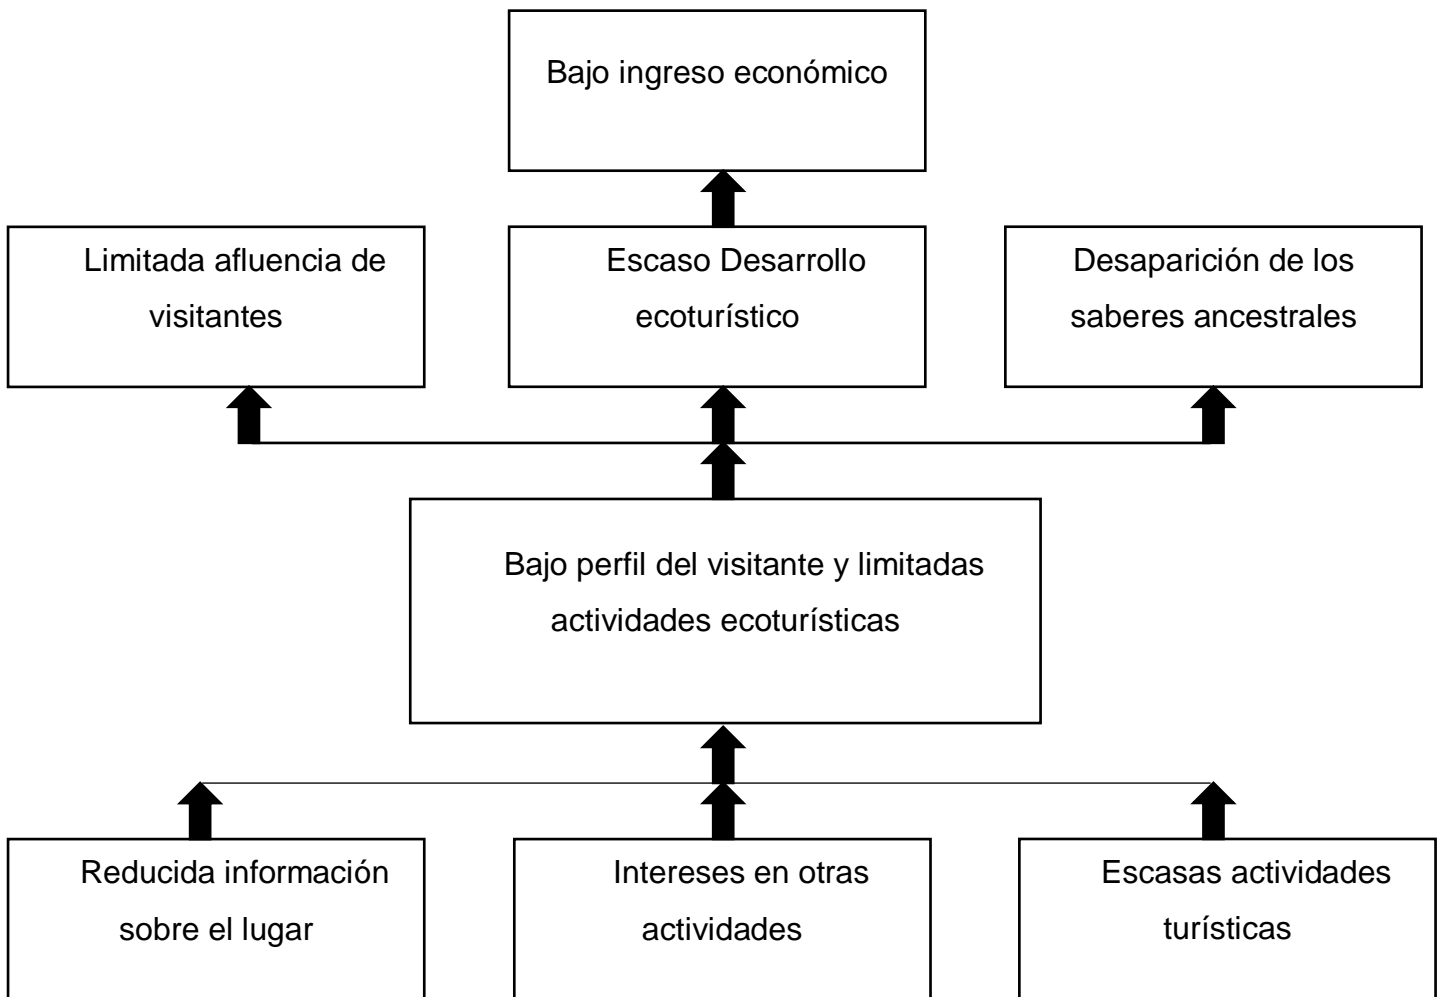 Bajo ingreso económico
Limitada afluencia de
visitantes
Escaso Desarrollo
ecoturístico
Desaparición de los
saberes ancestrales
Bajo perfil del visitante y limitadas
actividades ecoturísticas
Reducida información
sobre el lugar
Intereses en otras
actividades
Escasas actividades
turísticas